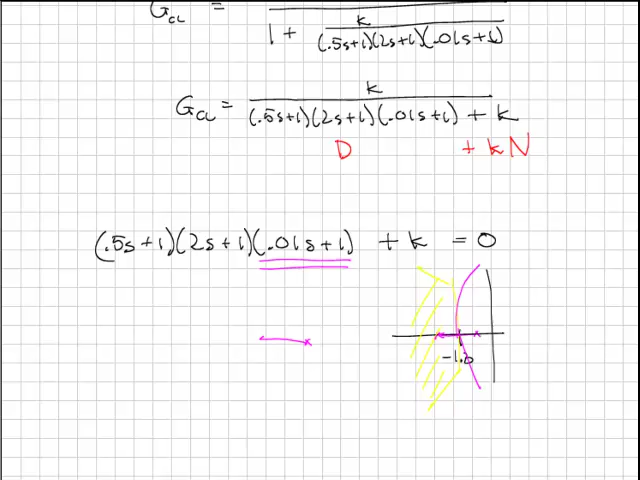 G_CL =
1 + k / (.5s+1)(2s+1)(.01s+1)
G_CL = k / (.5s+1)(2s+1)(.01s+1) + k
D + kN
(.5s+1)(2s+1)(.01s+1) + k = 0
-1.0